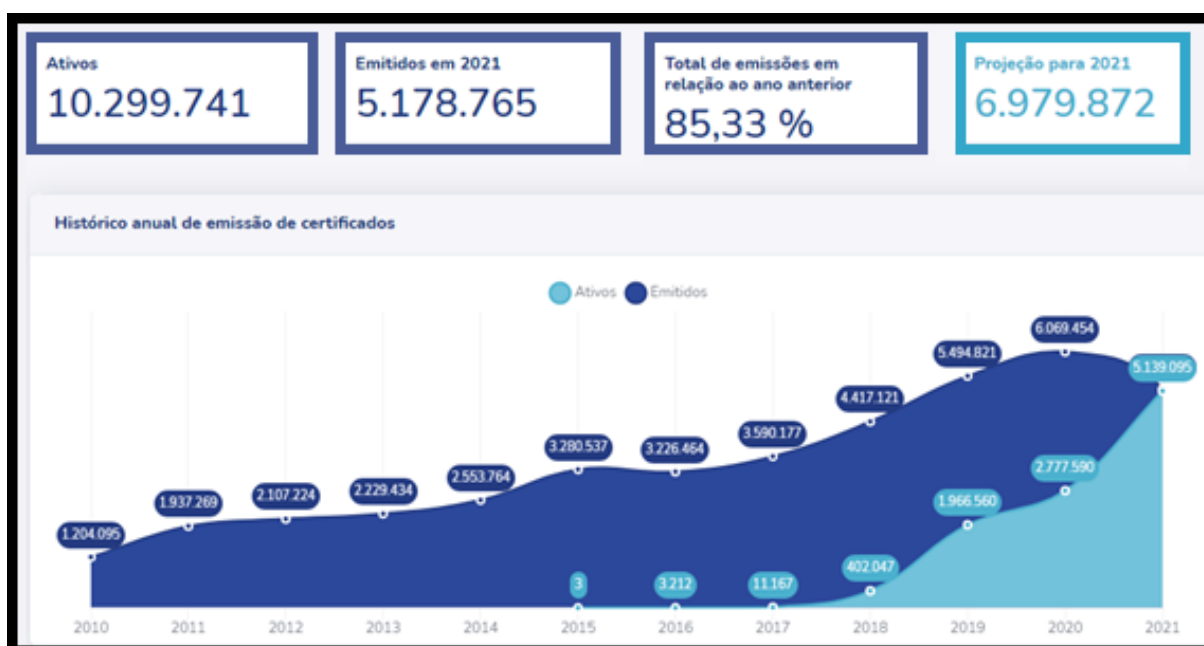 Ativos
10.299.741
Emitidos em 2021
5.178.765
Total de emissões em
relação ao ano anterior
85,33 %
Projeção para 2021
6.979.872
Histórico anual de emissão de certificados
Ativos Emitidos
1.204.095
1.937.269
2.107.224
2.229.434
2.553.764
3.280.537
3.226.464
3.590.177
4.417.121
5.494.821
6.069.454
5.139.095
3
3.212
11.167
402.047
1.966.560
2.777.590
2010 2011 2012 2013 2014 2015 2016 2017 2018 2019 2020 2021